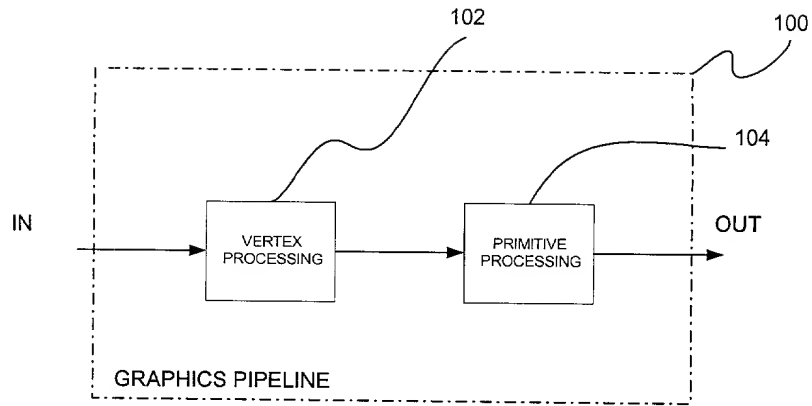 102
100
104
IN
VERTEX
PROCESSING
PRIMITIVE
PROCESSING
OUT
GRAPHICS PIPELINE